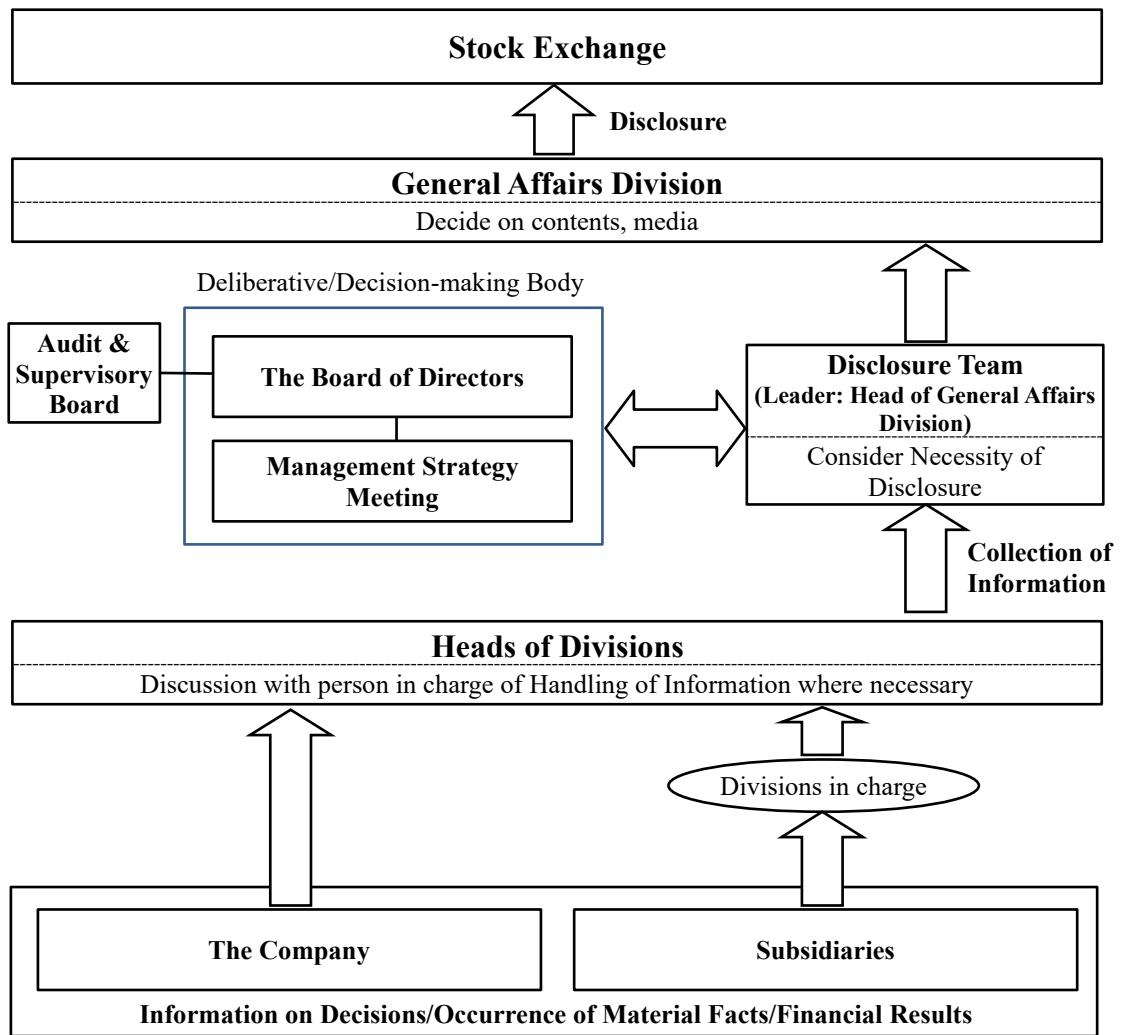 Stock Exchange
Disclosure
General Affairs Division
Decide on contents, media
Deliberative/Decision-making Body
Audit &
Supervisory
Board
The Board of Directors
Management Strategy
Meeting
Disclosure Team
(Leader: Head of General Affairs
Division)
Consider Necessity of
Disclosure
Collection of
Information
Heads of Divisions
Discussion with person in charge of Handling of Information where necessary
Divisions in charge
The Company
Subsidiaries
Information on Decisions/Occurrence of Material Facts/Financial Results